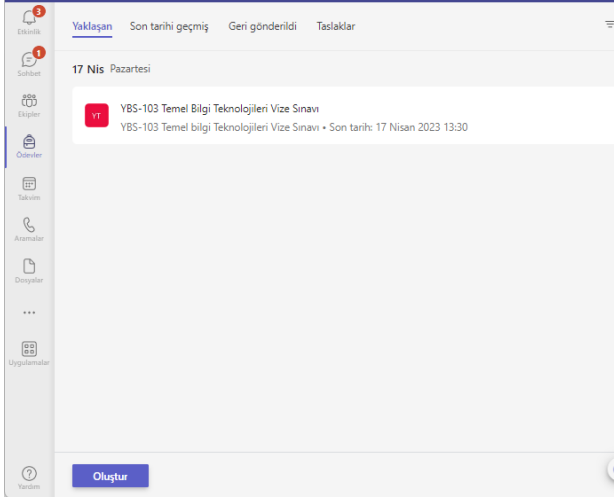 3
Etkinlik
1
Sohbet
Ekipler
Ödevler
Takvim
Aramalar
Dosyalar
Uygulamalar
Yardım
Yaklaşan Son tarihi geçmiş Geri gönderildi Taslaklar
17 Nis Pazartesi
YT
YBS-103 Temel Bilgi Teknolojileri Vize Sınavı
YBS-103 Temel bilgi Teknolojileri Vize Sınavı • Son tarih: 17 Nisan 2023 13:30
Oluştur